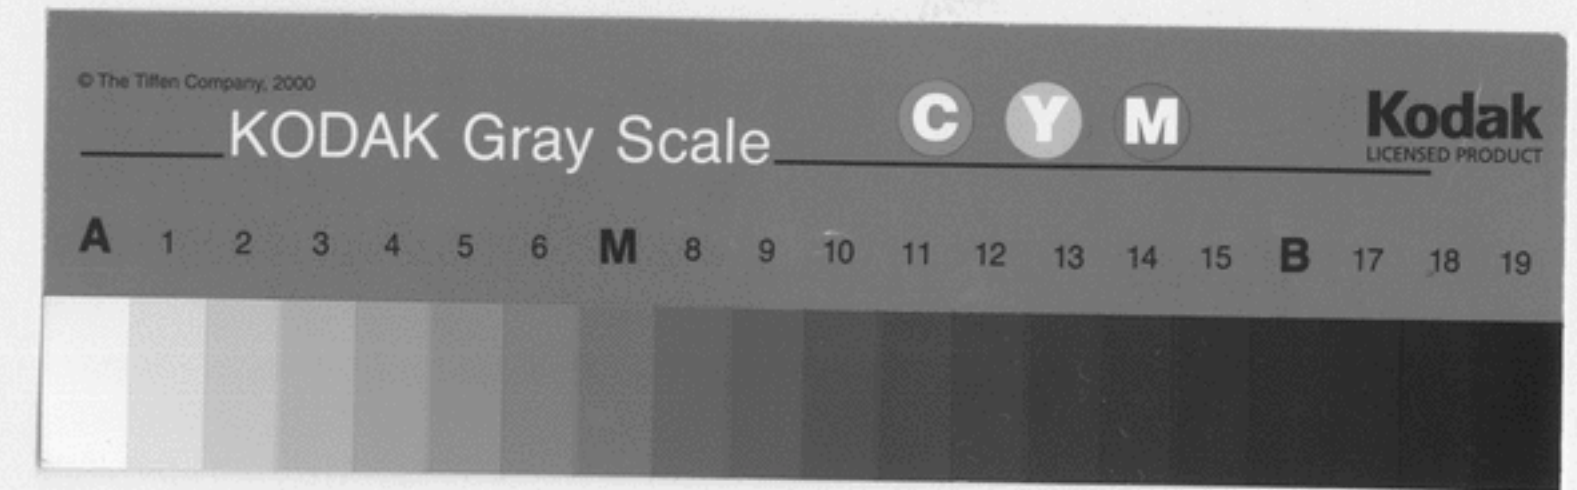 © The Tiffen Company, 2000
KODAK Gray Scale
C Y M
Kodak
LICENSED PRODUCT
A 1 2 3 4 5 6 M 8 9 10 11 12 13 14 15 B 17 18 19